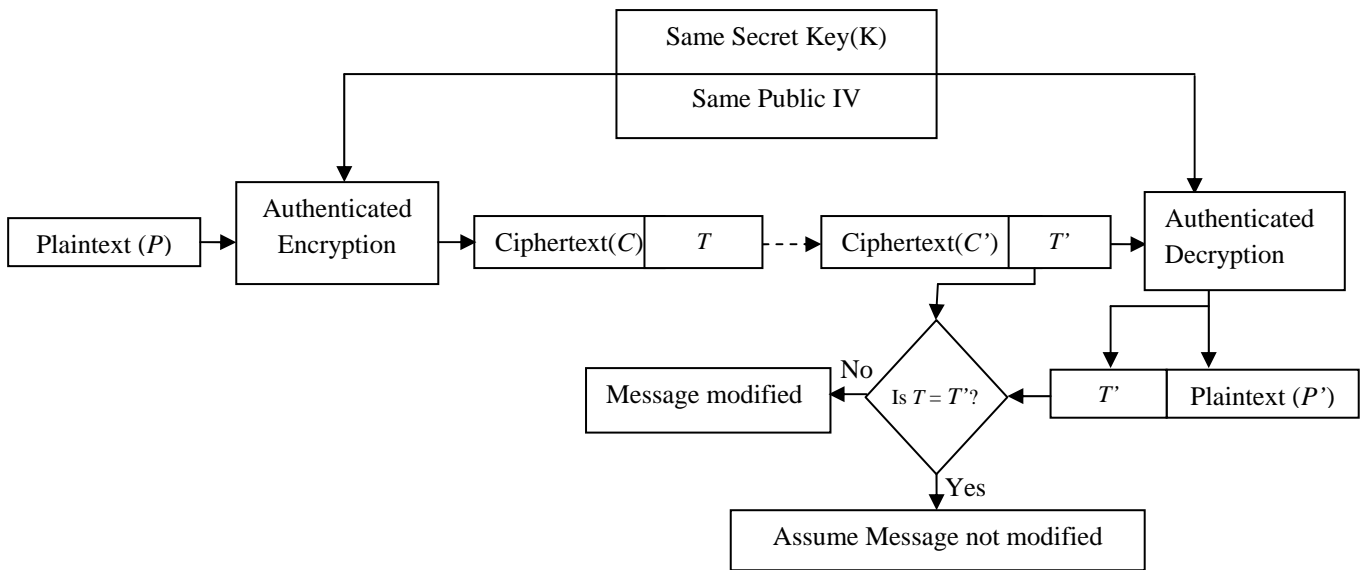 Same Secret Key(K)
Same Public IV
Plaintext (P)
Authenticated
Encryption
Ciphertext(C)
T
Ciphertext(C’)
T’
Authenticated
Decryption
No
Message modified
Is T = T’?
T’
Plaintext (P’)
Yes
Assume Message not modified